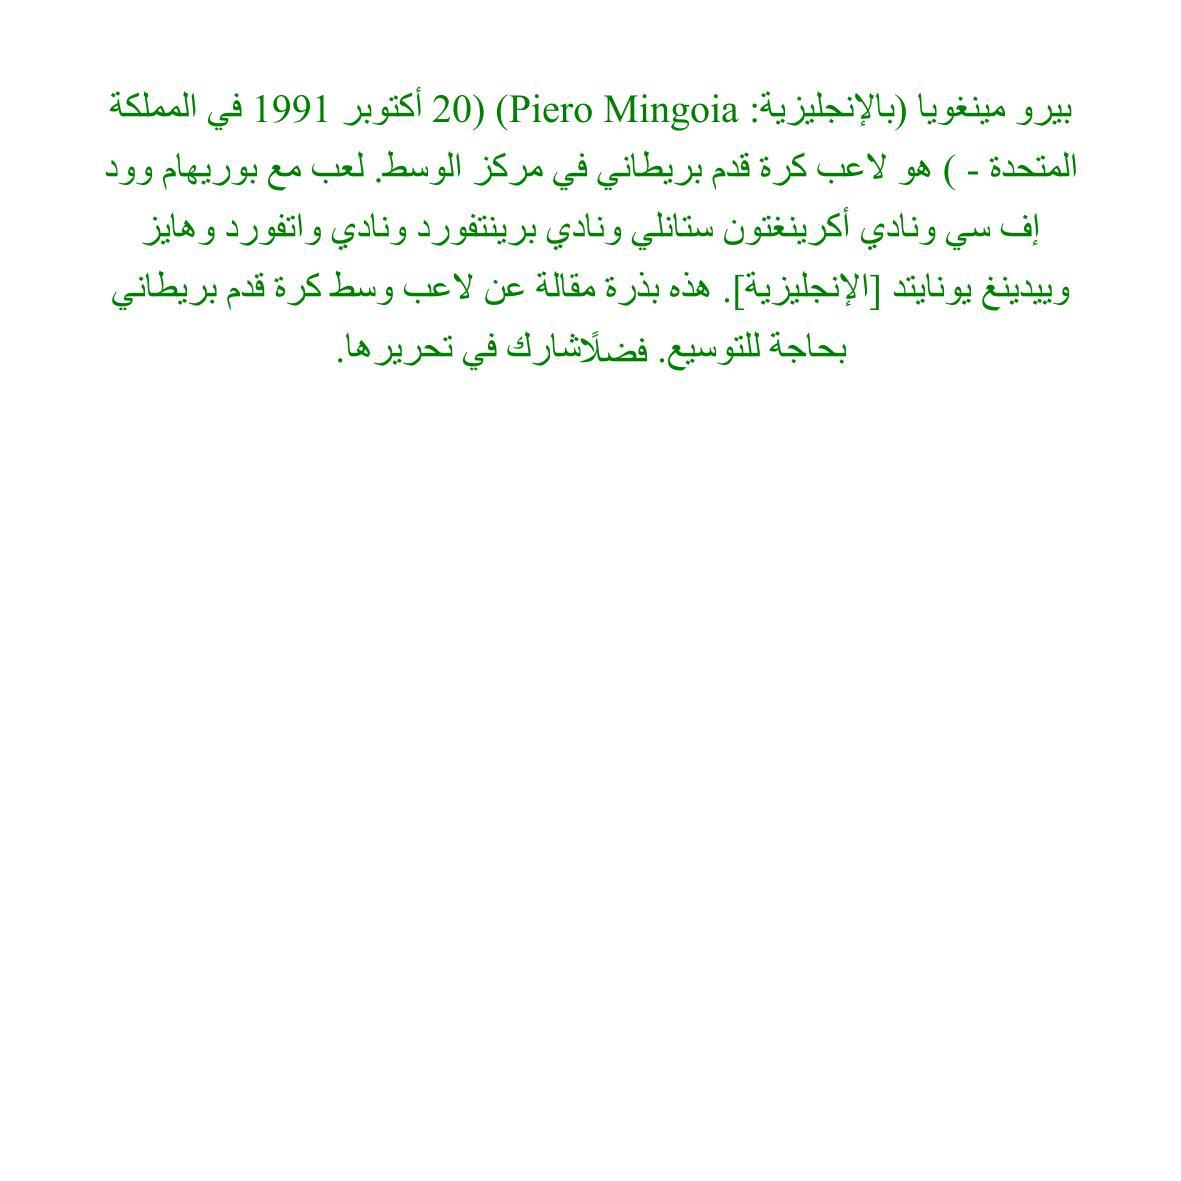 بيرو مينغويا (بالإنجليزية: Piero Mingoia) (20 أكتوبر 1991 في المملكة
المتحدة - ) هو لاعب كرة قدم بريطاني في مركز الوسط. لعب مع بوريهام وود
إف سي ونادي أكرينغتون ستانلي ونادي برينتفورد ونادي واتفورد وهايز
وييدينغ يونايتد [الإنجليزية]. هذه بذرة مقالة عن لاعب وسط كرة قدم بريطاني
بحاجة للتوسيع. فضلًاشارك في تحريرها.